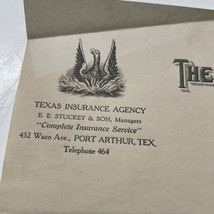 THE
TEXAS INSURANCE AGENCY
E. E. STUCKEY & SON, Managers
"Complete Insurance Service"
432 Waco Ave., PORT ARTHUR, TEX.
Telephone 464